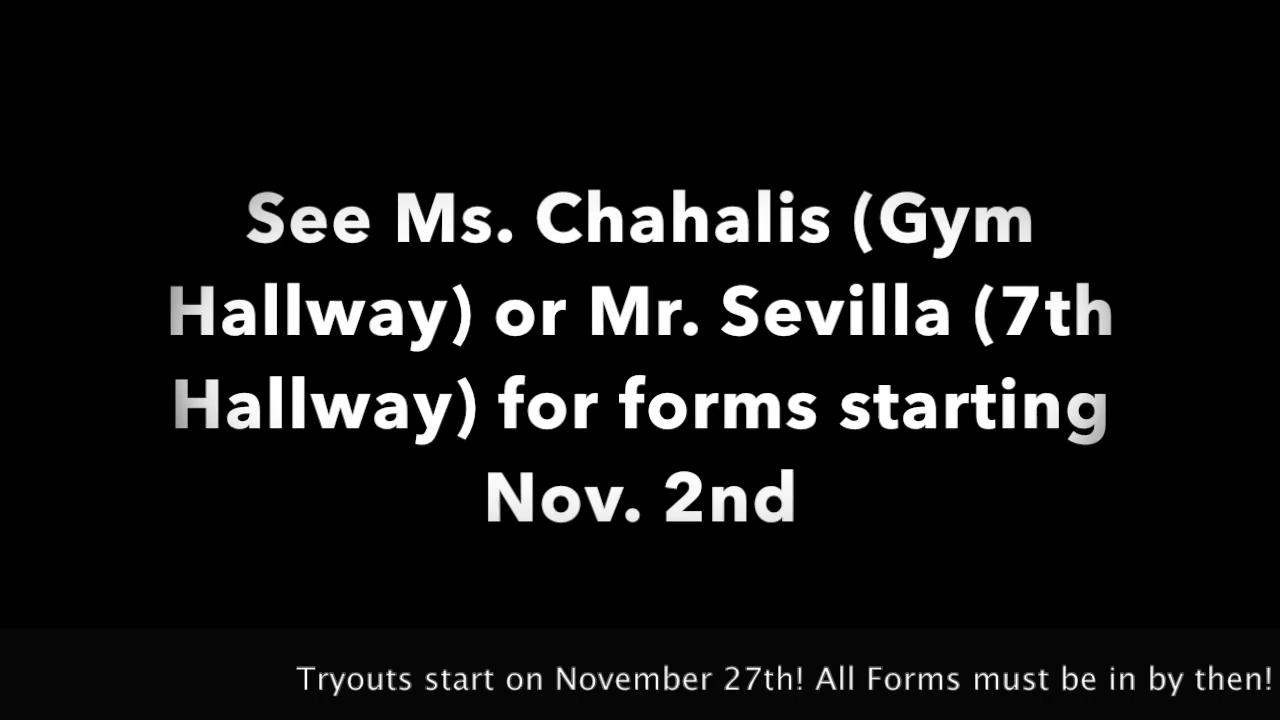 See Ms. Chahalis (Gym
Hallway) or Mr. Sevilla (7th
Hallway) for forms starting
Nov. 2nd
Tryouts start on November 27th! All Forms must be in by then!